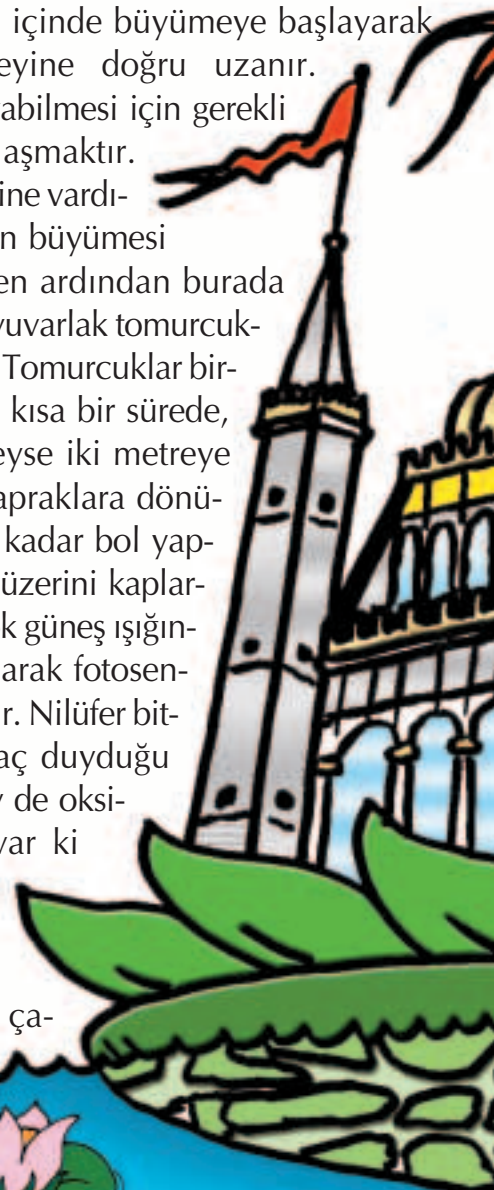 içinde büyümeye başlayarak
eyine doğru uzanır.
abilmesi için gerekli
aşmaktır.
ine vardı-
n büyümesi
en ardından burada
yuvarlak tomurcuk-
Tomurcuklar bir-
kısa bir sürede,
eyse iki metreye
apraklara dönü-
kadar bol yap-
üzerini kaplar-
k güneş ışığın-
arak fotosen-
r. Nilüfer bit-
aç duyduğu
y de oksi-
var ki
ça-